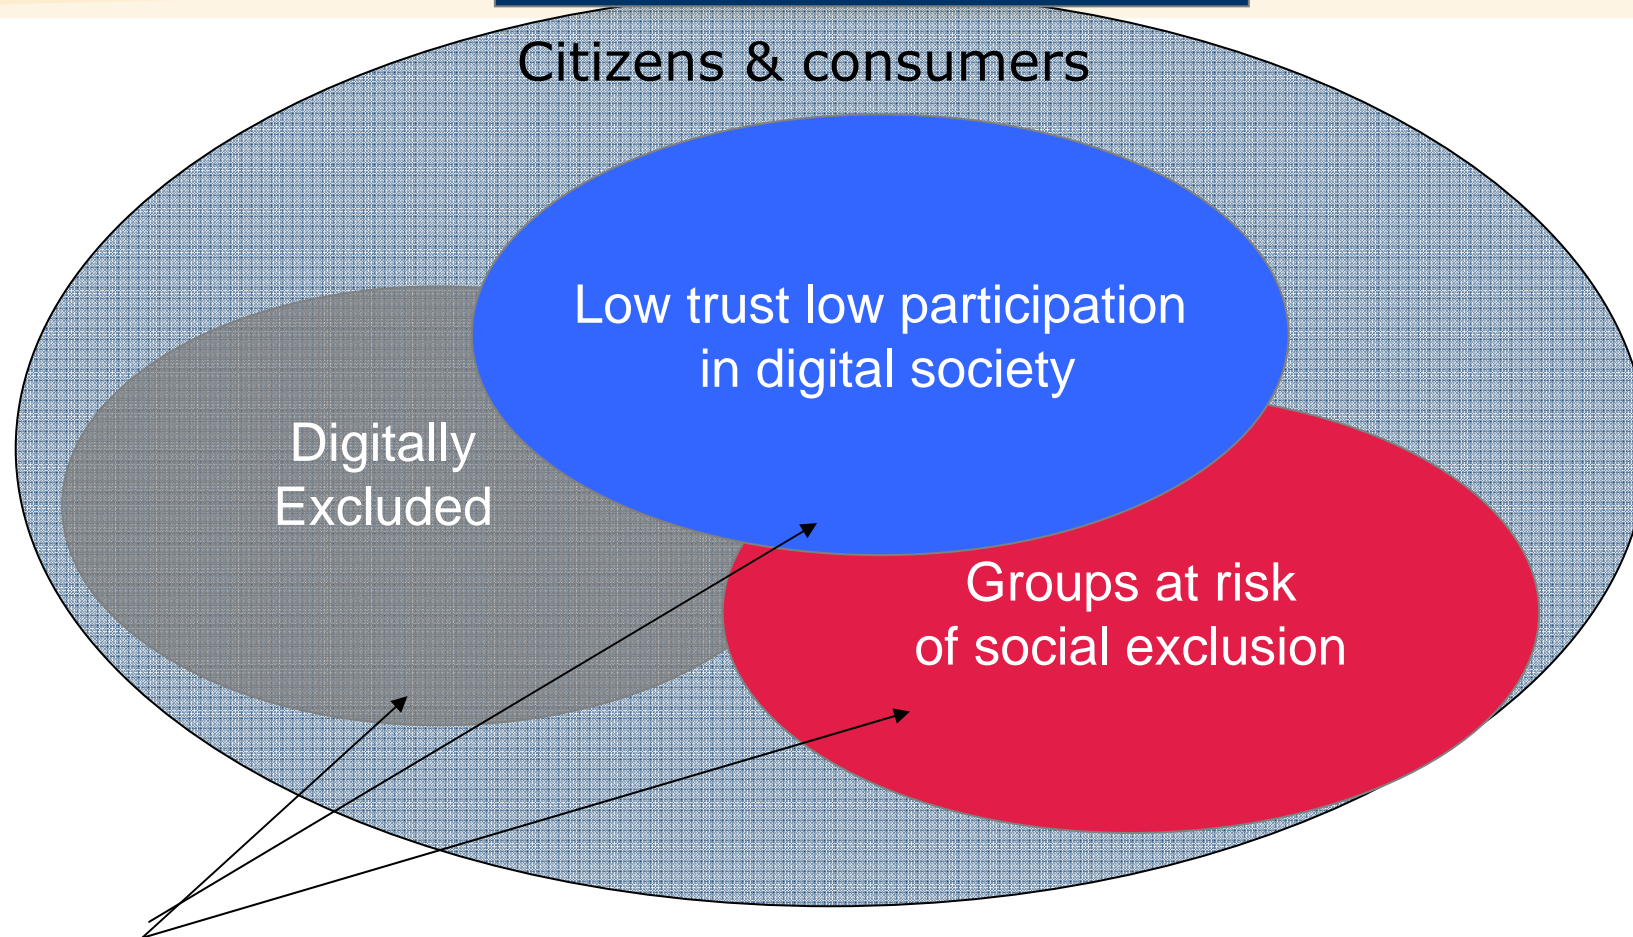 Citizens & consumers
Low trust low participation
in digital society
Digitally
Excluded
Groups at risk
of social exclusion